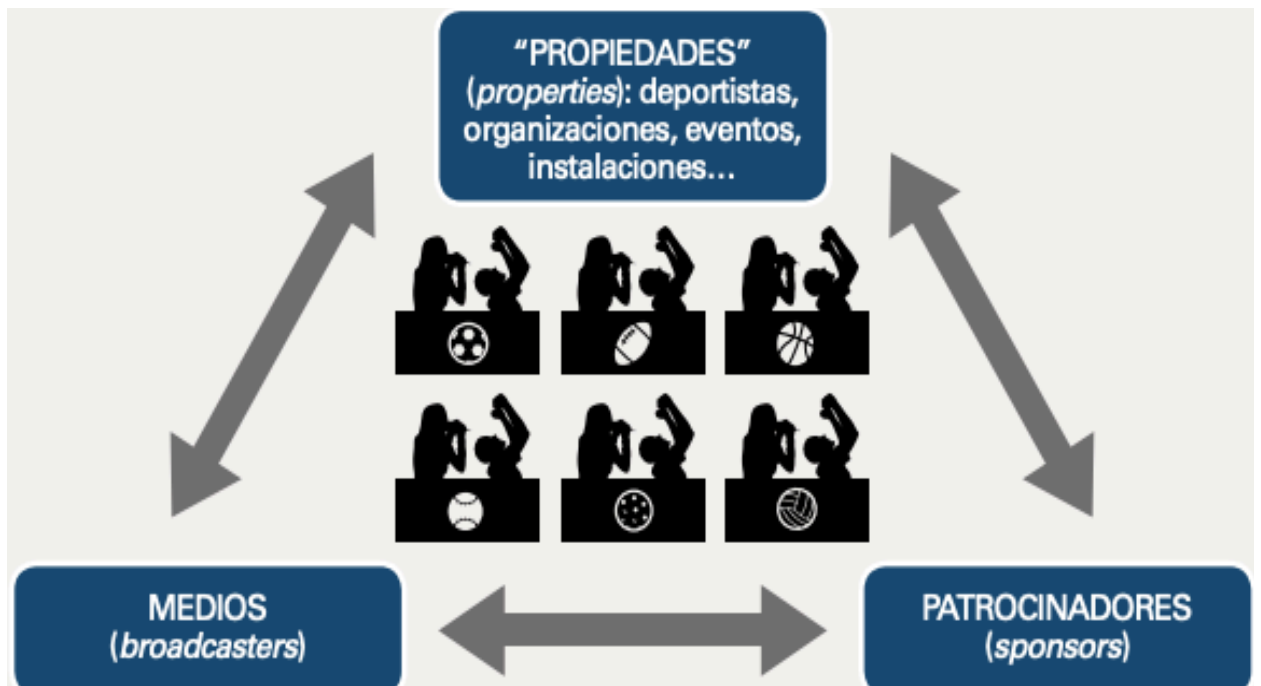 “PROPIEDADES”
(properties): deportistas,
organizaciones, eventos,
instalaciones...
MEDIOS
(broadcasters)
PATROCINADORES
(sponsors)